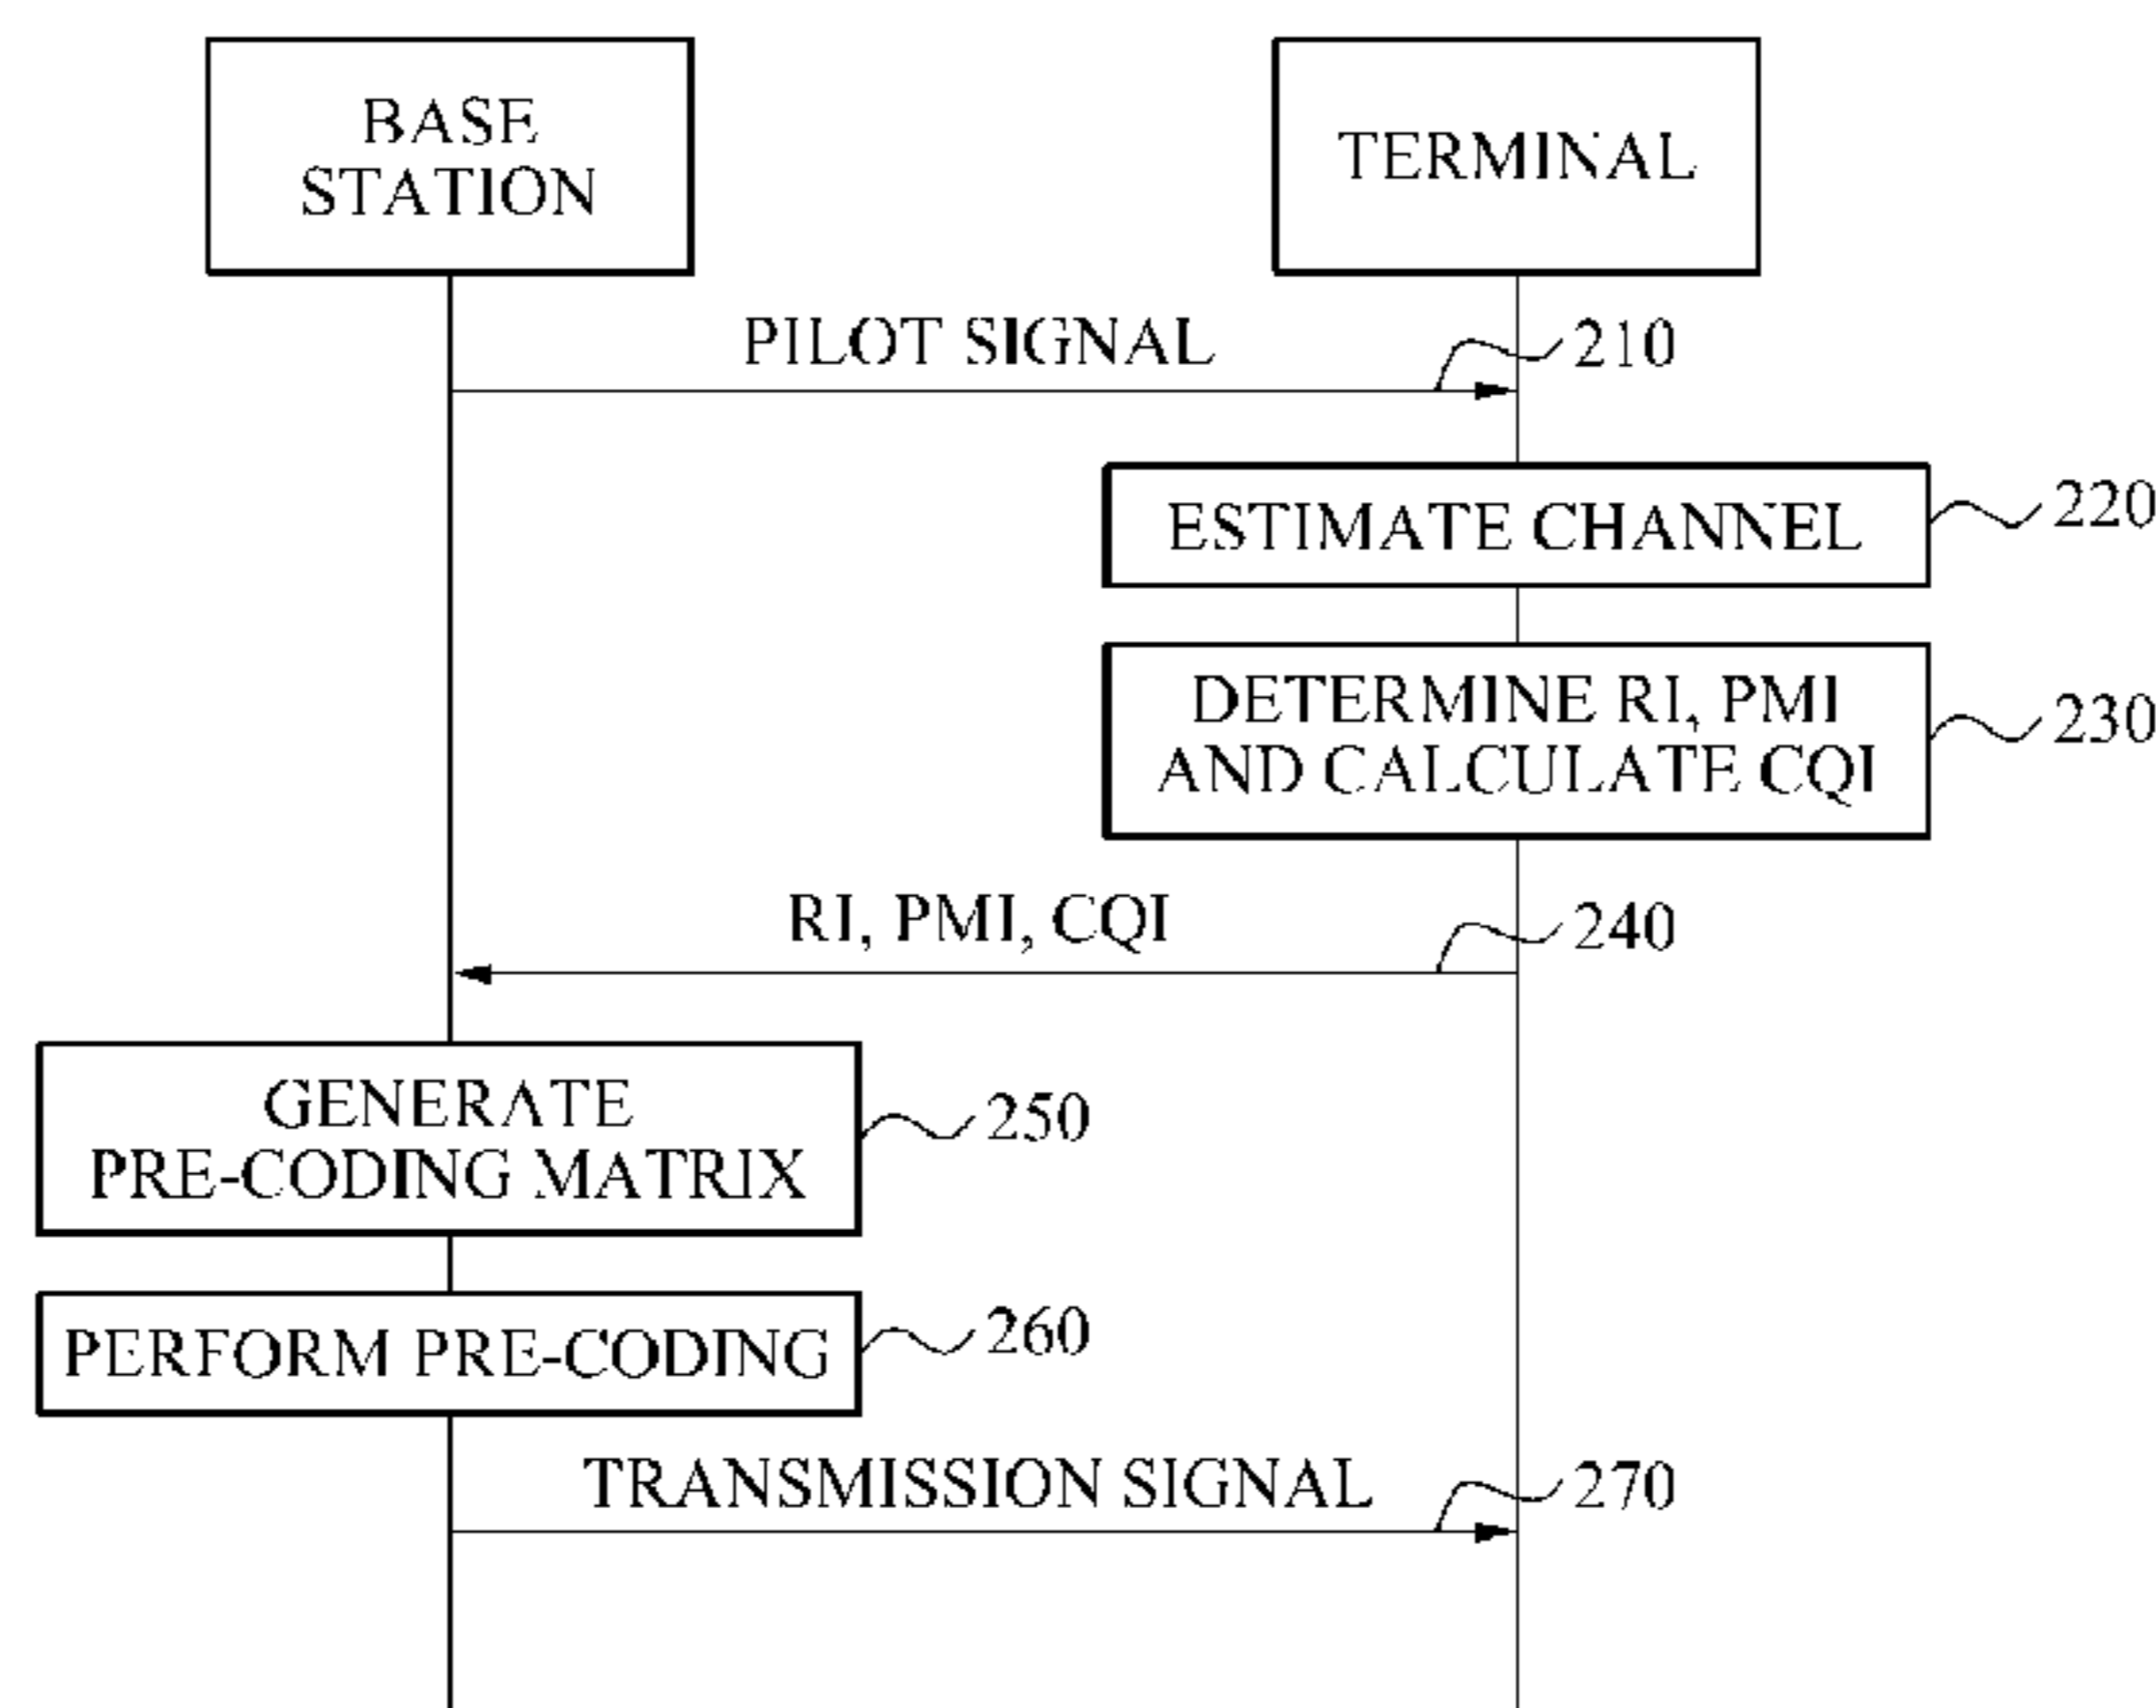 BASE
STATION
TERMINAL
PILOT SIGNAL
210
ESTIMATE CHANNEL
220
DETERMINE RI, PMI
AND CALCULATE CQI
230
RI, PMI, CQI
240
GENERATE
PRE-CODING MATRIX
250
PERFORM PRE-CODING
260
TRANSMISSION SIGNAL
270